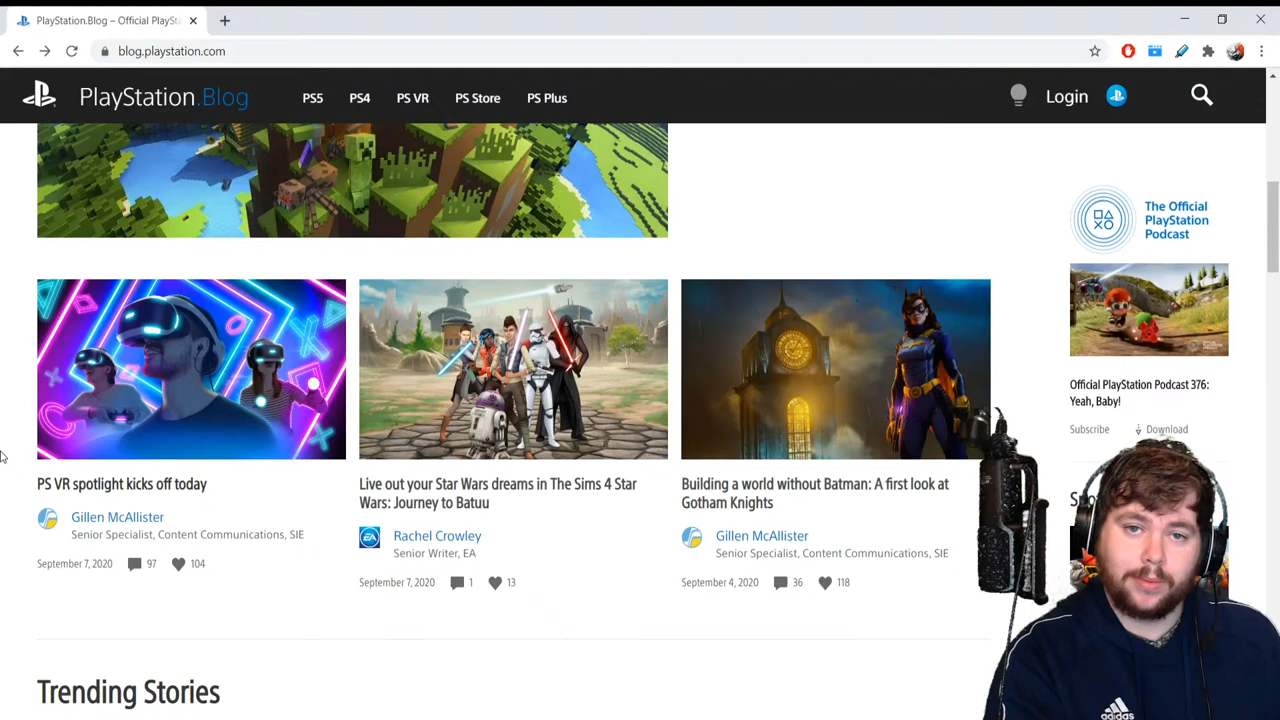 PlayStation.Blog – Official PlaySt
blog.playstation.com
PlayStation.Blog
PS5
PS4
PS VR
PS Store
PS Plus
Login
The Official
PlayStation
Podcast
Official PlayStation Podcast 376:
Yeah, Baby!
Subscribe
Download
PS VR spotlight kicks off today
Gillen McAllister
Senior Specialist, Content Communications, SIE
September 7, 2020
97
104
Live out your Star Wars dreams in The Sims 4 Star
Wars: Journey to Batuu
EA
Rachel Crowley
Senior Writer, EA
September 7, 2020
1
13
Building a world without Batman: A first look at
Gotham Knights
Gillen McAllister
Senior Specialist, Content Communications, SIE
September 4, 2020
36
118
Trending Stories
adidas